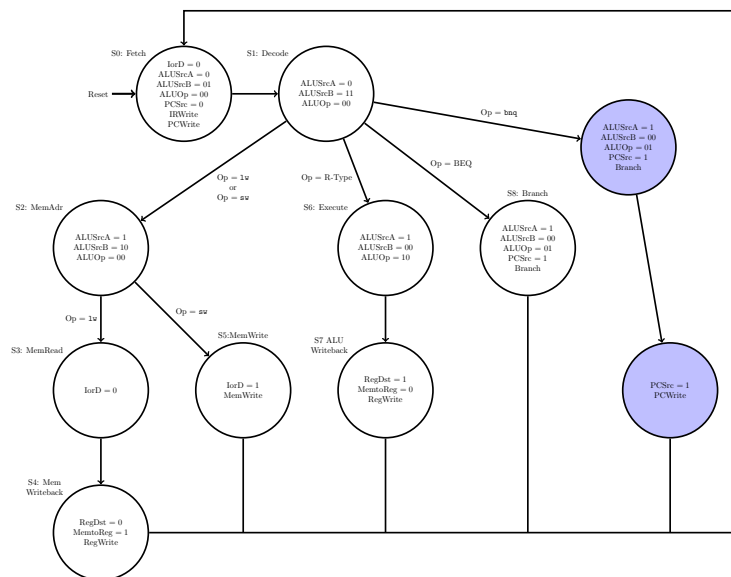 S0: Fetch
S1: Decode
Reset
IorD = 0
ALUSrcA = 0
ALUSrcB = 01
ALUOp = 00
PCSrc = 0
IRWrite
PCWrite
ALUSrcA = 0
ALUSrcB = 11
ALUOp = 00
Op = bnq
ALUSrcA = 1
ALUSrcB = 00
ALUOp = 01
PCSrc = 1
Branch
Op = lw
or
Op = sw
Op = R-Type
Op = BEQ
S2: MemAdr
S6: Execute
S8: Branch
ALUSrcA = 1
ALUSrcB = 10
ALUOp = 00
ALUSrcA = 1
ALUSrcB = 00
ALUOp = 10
ALUSrcA = 1
ALUSrcB = 00
ALUOp = 01
PCSrc = 1
Branch
Op = lw
Op = sw
S3: MemRead
S5:MemWrite
S7 ALU
Writeback
IorD = 0
IorD = 1
MemWrite
RegDst = 1
MemtoReg = 0
RegWrite
PCSrc = 1
PCWrite
S4: Mem
Writeback
RegDst = 0
MemtoReg = 1
RegWrite